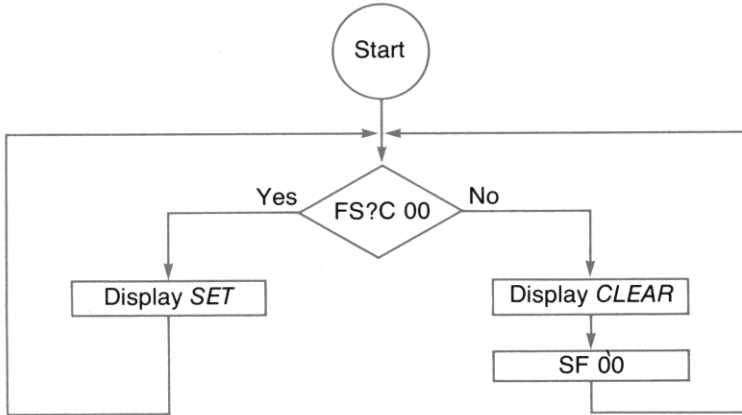 Start
Yes
FS?C 00
No
Display SET
Display CLEAR
SF 00